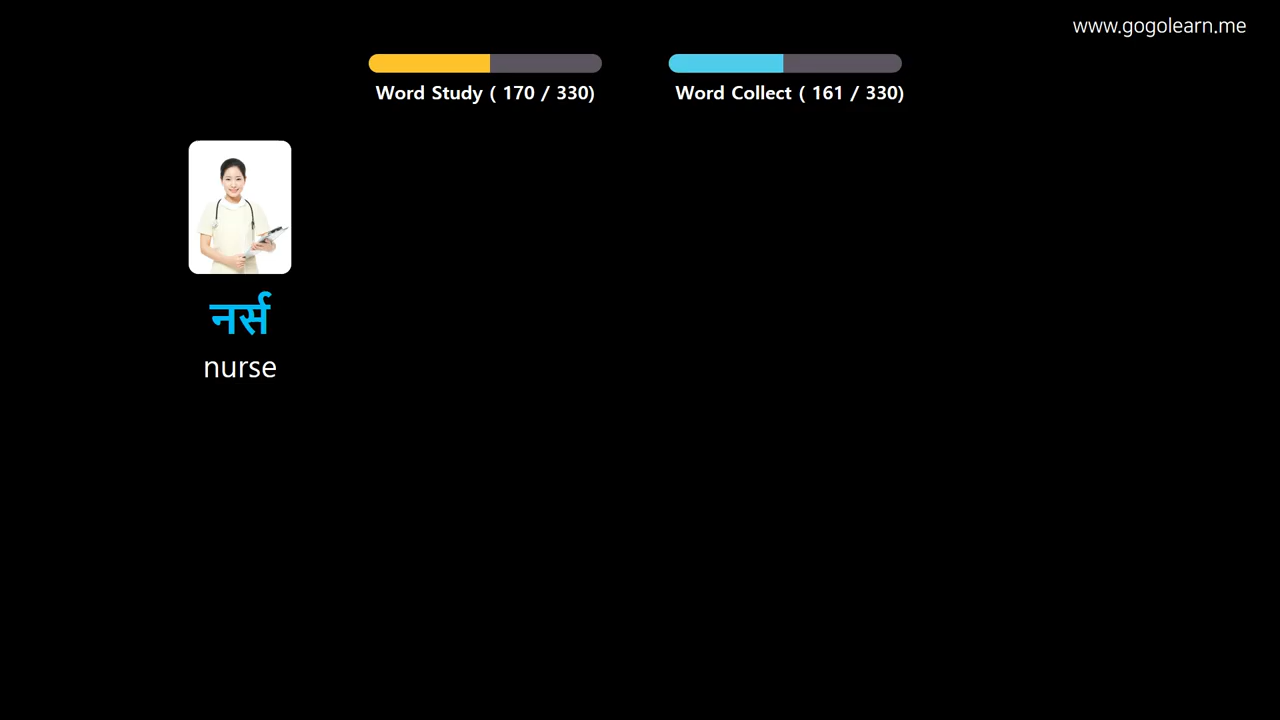 www.gogolearn.me
Word Study ( 170 / 330)
Word Collect ( 161 / 330)
नर्स
nurse